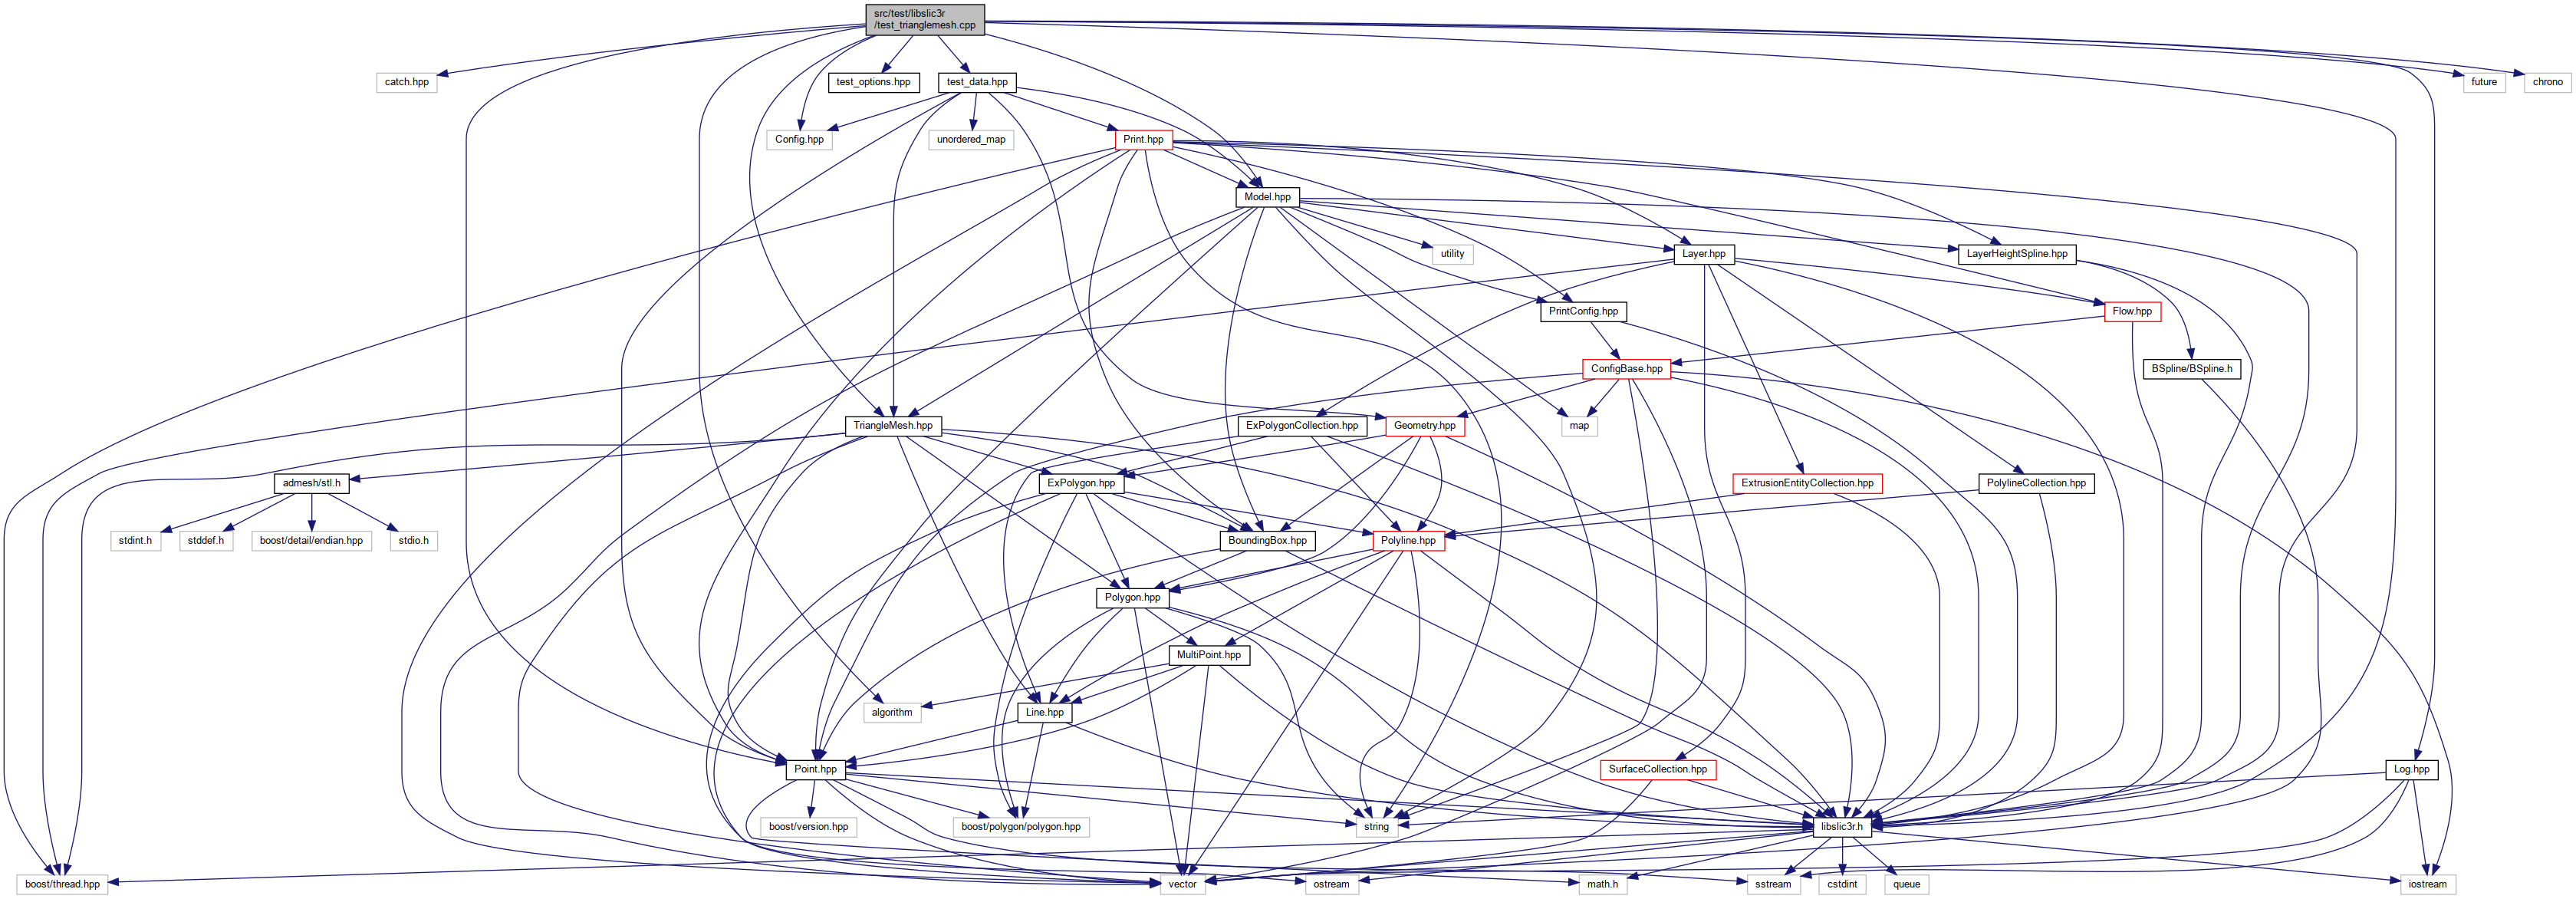 src/test/libslic3r
/test_trianglemesh.cpp
catch.hpp
test_options.hpp
test_data.hpp
future
chrono
Config.hpp
unordered_map
Print.hpp
Model.hpp
utility
Layer.hpp
LayerHeightSpline.hpp
PrintConfig.hpp
Flow.hpp
ConfigBase.hpp
BSpline/BSpline.h
TriangleMesh.hpp
ExPolygonCollection.hpp
Geometry.hpp
map
admesh/stl.h
ExPolygon.hpp
ExtrusionEntityCollection.hpp
PolylineCollection.hpp
stdint.h
stddef.h
boost/detail/endian.hpp
stdio.h
BoundingBox.hpp
Polyline.hpp
Polygon.hpp
MultiPoint.hpp
algorithm
Line.hpp
Point.hpp
SurfaceCollection.hpp
Log.hpp
boost/version.hpp
boost/polygon/polygon.hpp
string
libslic3r.h
boost/thread.hpp
vector
ostream
math.h
sstream
cstdint
queue
iostream